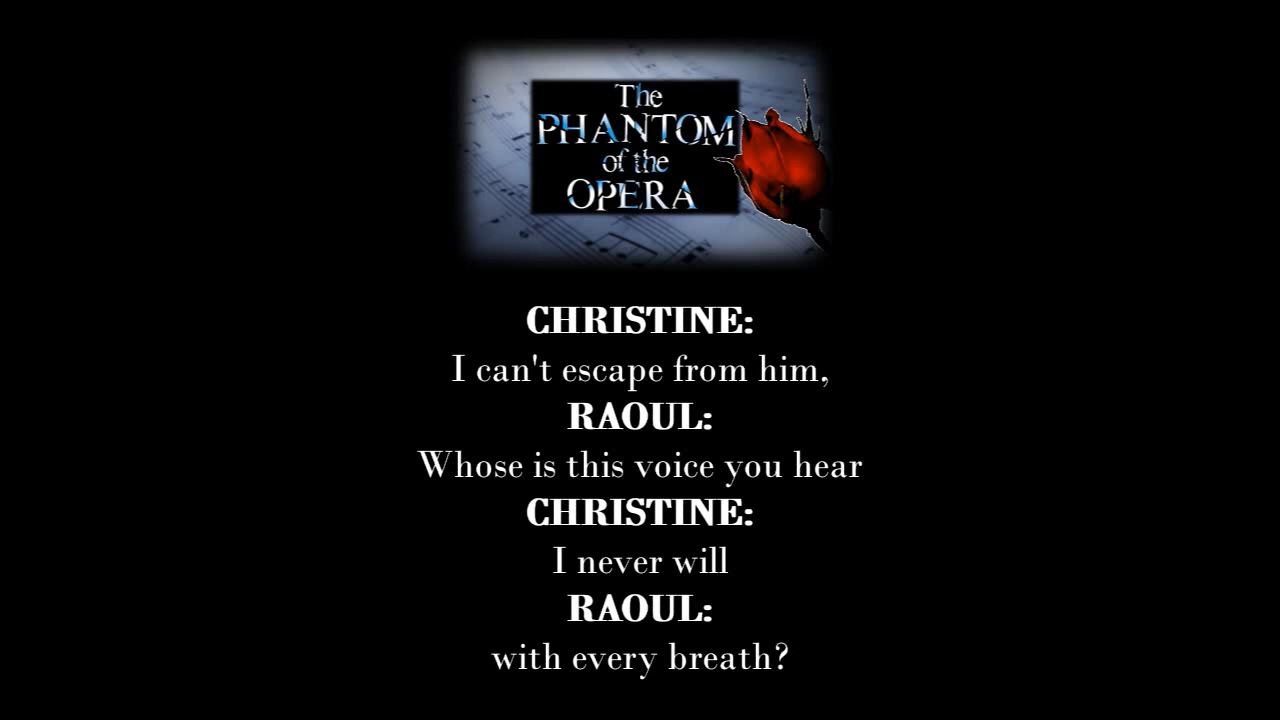 The
PHANTOM
of the
OPERA
CHRISTINE:
I can't escape from him,
RAOUL:
Whose is this voice you hear
CHRISTINE:
I never will
RAOUL:
with every breath?